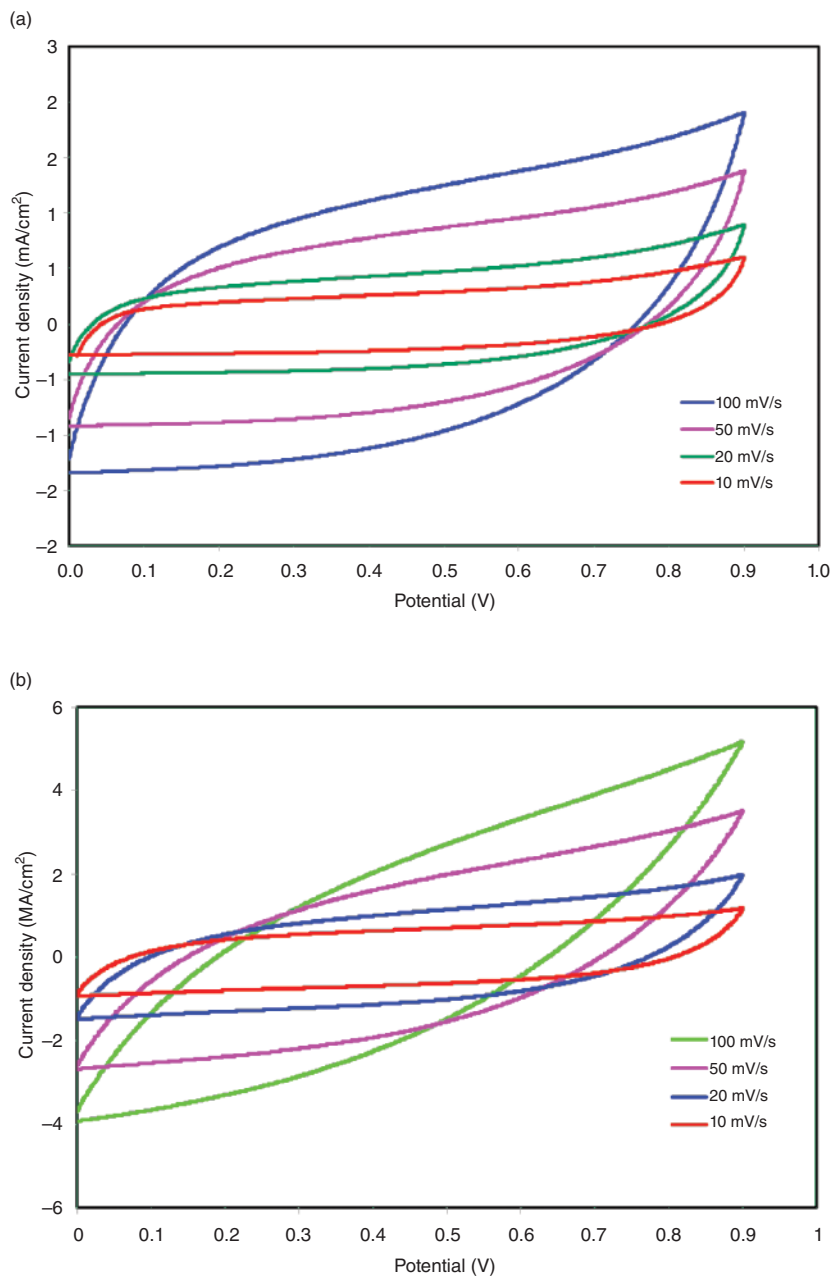 (a)
3
2
2
1
1
0
–1
–1
–2
–2
Current density (mA/cm²)
100 mV/s
50 mV/s
20 mV/s
10 mV/s
0.0 0.1 0.2 0.3 0.4 0.5 0.6 0.7 0.8 0.9 1.0
Potential (V)
(b)
6
4
2
0
–2
–4
–6
Current density (MA/cm²)
100 mV/s
50 mV/s
20 mV/s
10 mV/s
0 0.1 0.2 0.3 0.4 0.5 0.6 0.7 0.8 0.9 1
Potential (V)